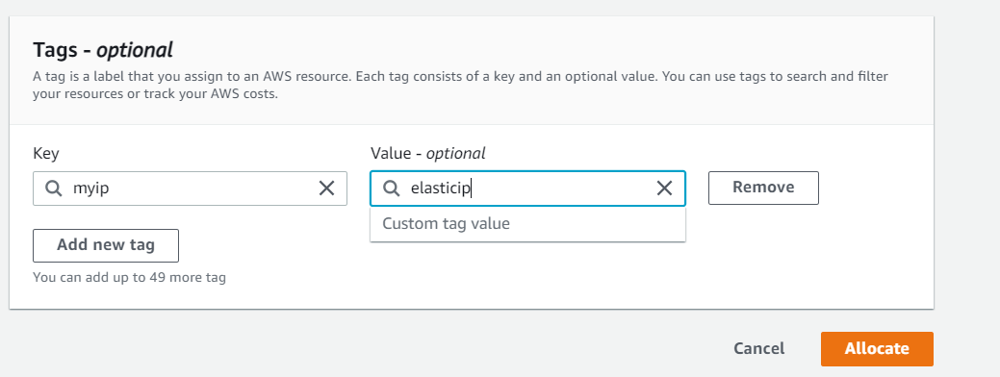 Tags - optional
A tag is a label that you assign to an AWS resource. Each tag consists of a key and an optional value. You can use tags to search and filter
your resources or track your AWS costs.
Key
Value - optional
myip
elasticip
Remove
Custom tag value
Add new tag
You can add up to 49 more tag
Cancel
Allocate